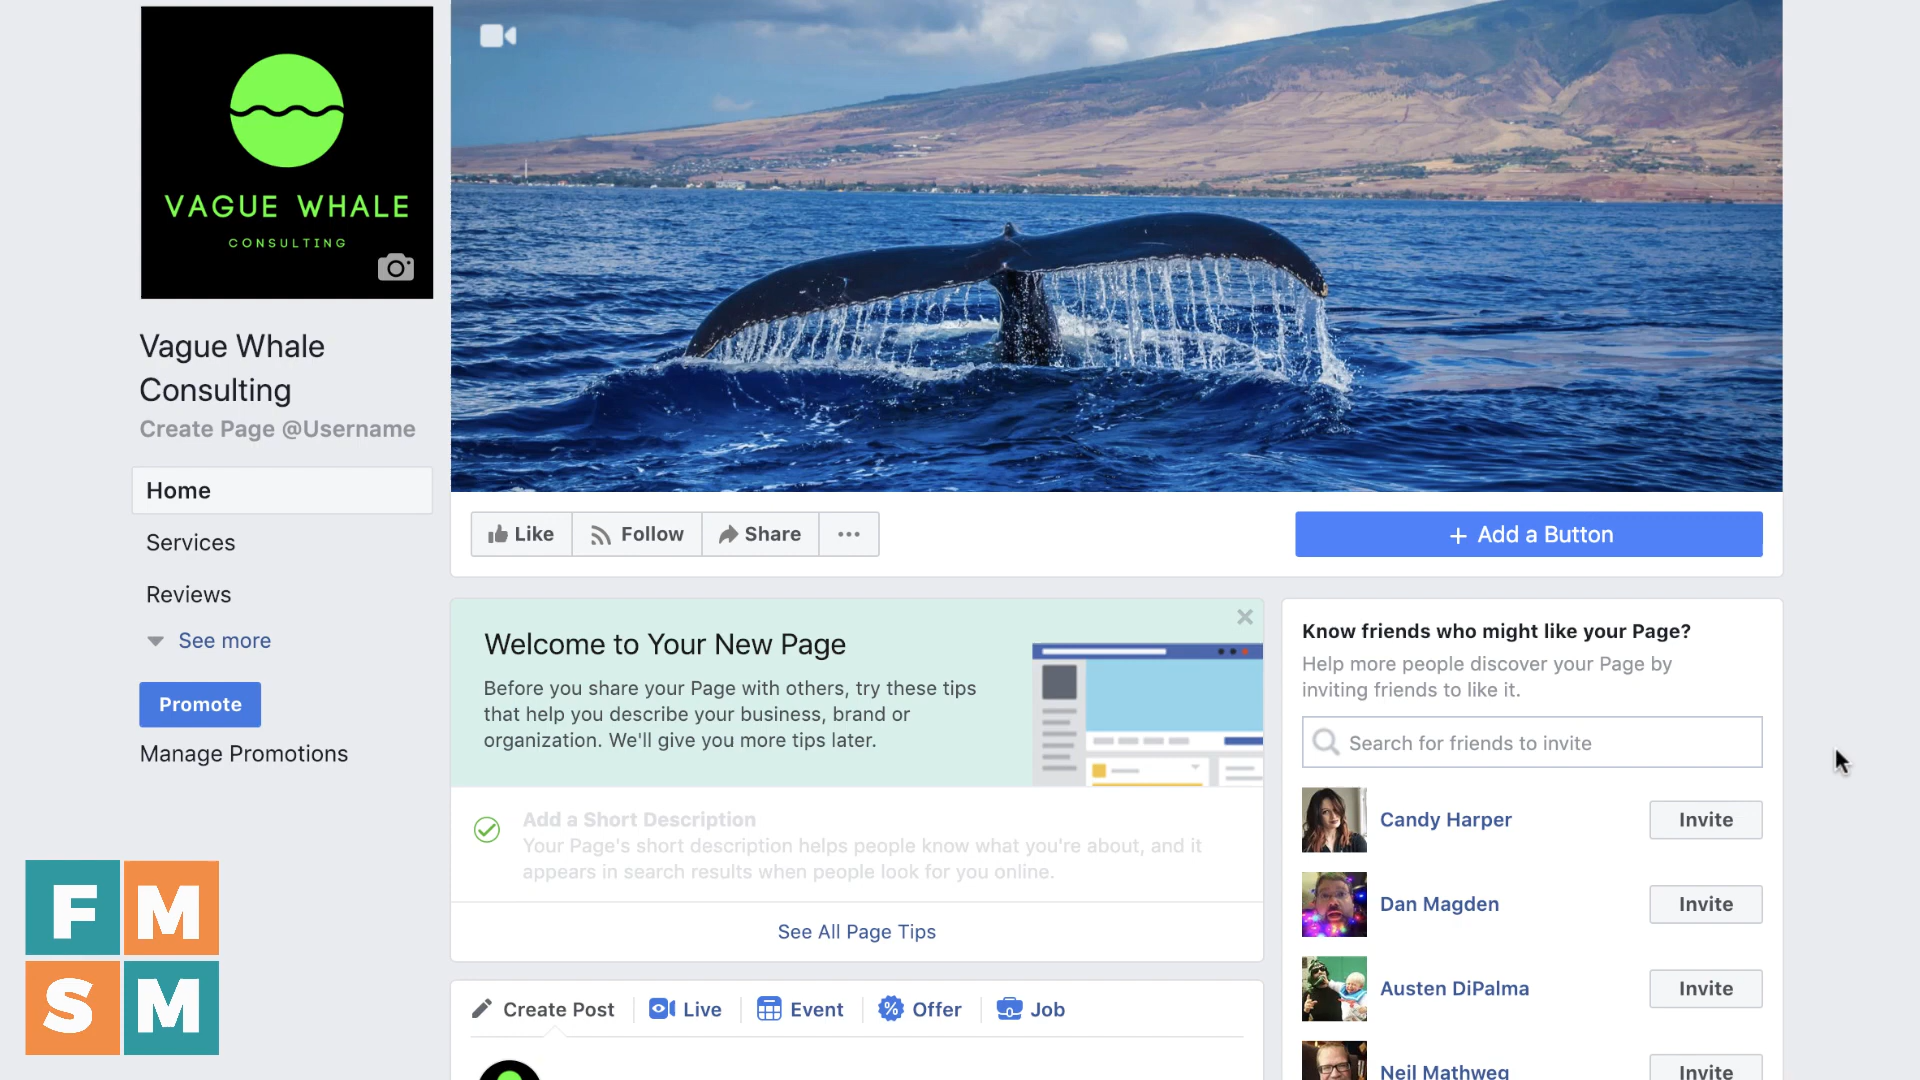 VAGUE WHALE
CONSULTING
Vague Whale
Consulting
Create Page @Username
Home
Services
Reviews
See more
Promote
Manage Promotions
Like
Follow
Share
+ Add a Button
Welcome to Your New Page
Before you share your Page with others, try these tips
that help you describe your business, brand or
organization. We'll give you more tips later.
Add a Short Description
Your Page's short description helps people know what you're about, and it
appears in search results when people look for you online.
See All Page Tips
Create Post
Live
Event
Offer
Job
Know friends who might like your Page?
Help more people discover your Page by
inviting friends to like it.
Search for friends to invite
Candy Harper Invite
Dan Magden Invite
Austen DiPalma Invite
Neil Mathweg Invite
F M
S M